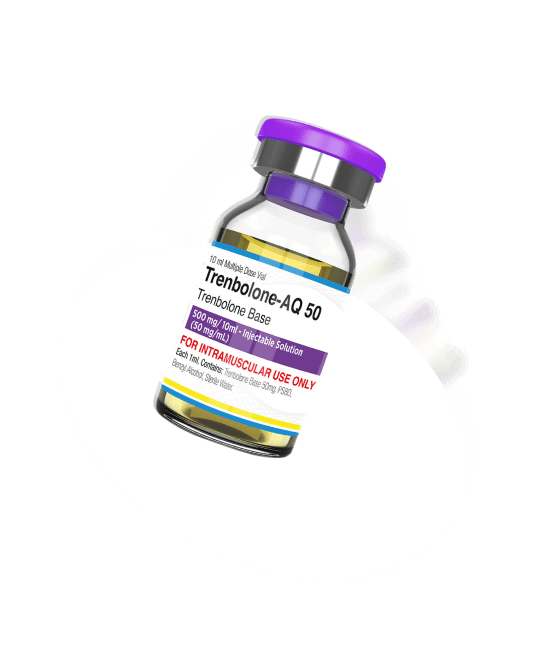 10 ml Multiple Dose Vial
Trenbolone-AQ 50
Trenbolone Base
500 mg/10ml - Injectable Solution
(50 mg/mL)
FOR INTRAMUSCULAR USE ONLY
Each 1mL Contains: Trenbolone Base 50mg, PS80,
Benzyl Alcohol, Sterile Water.